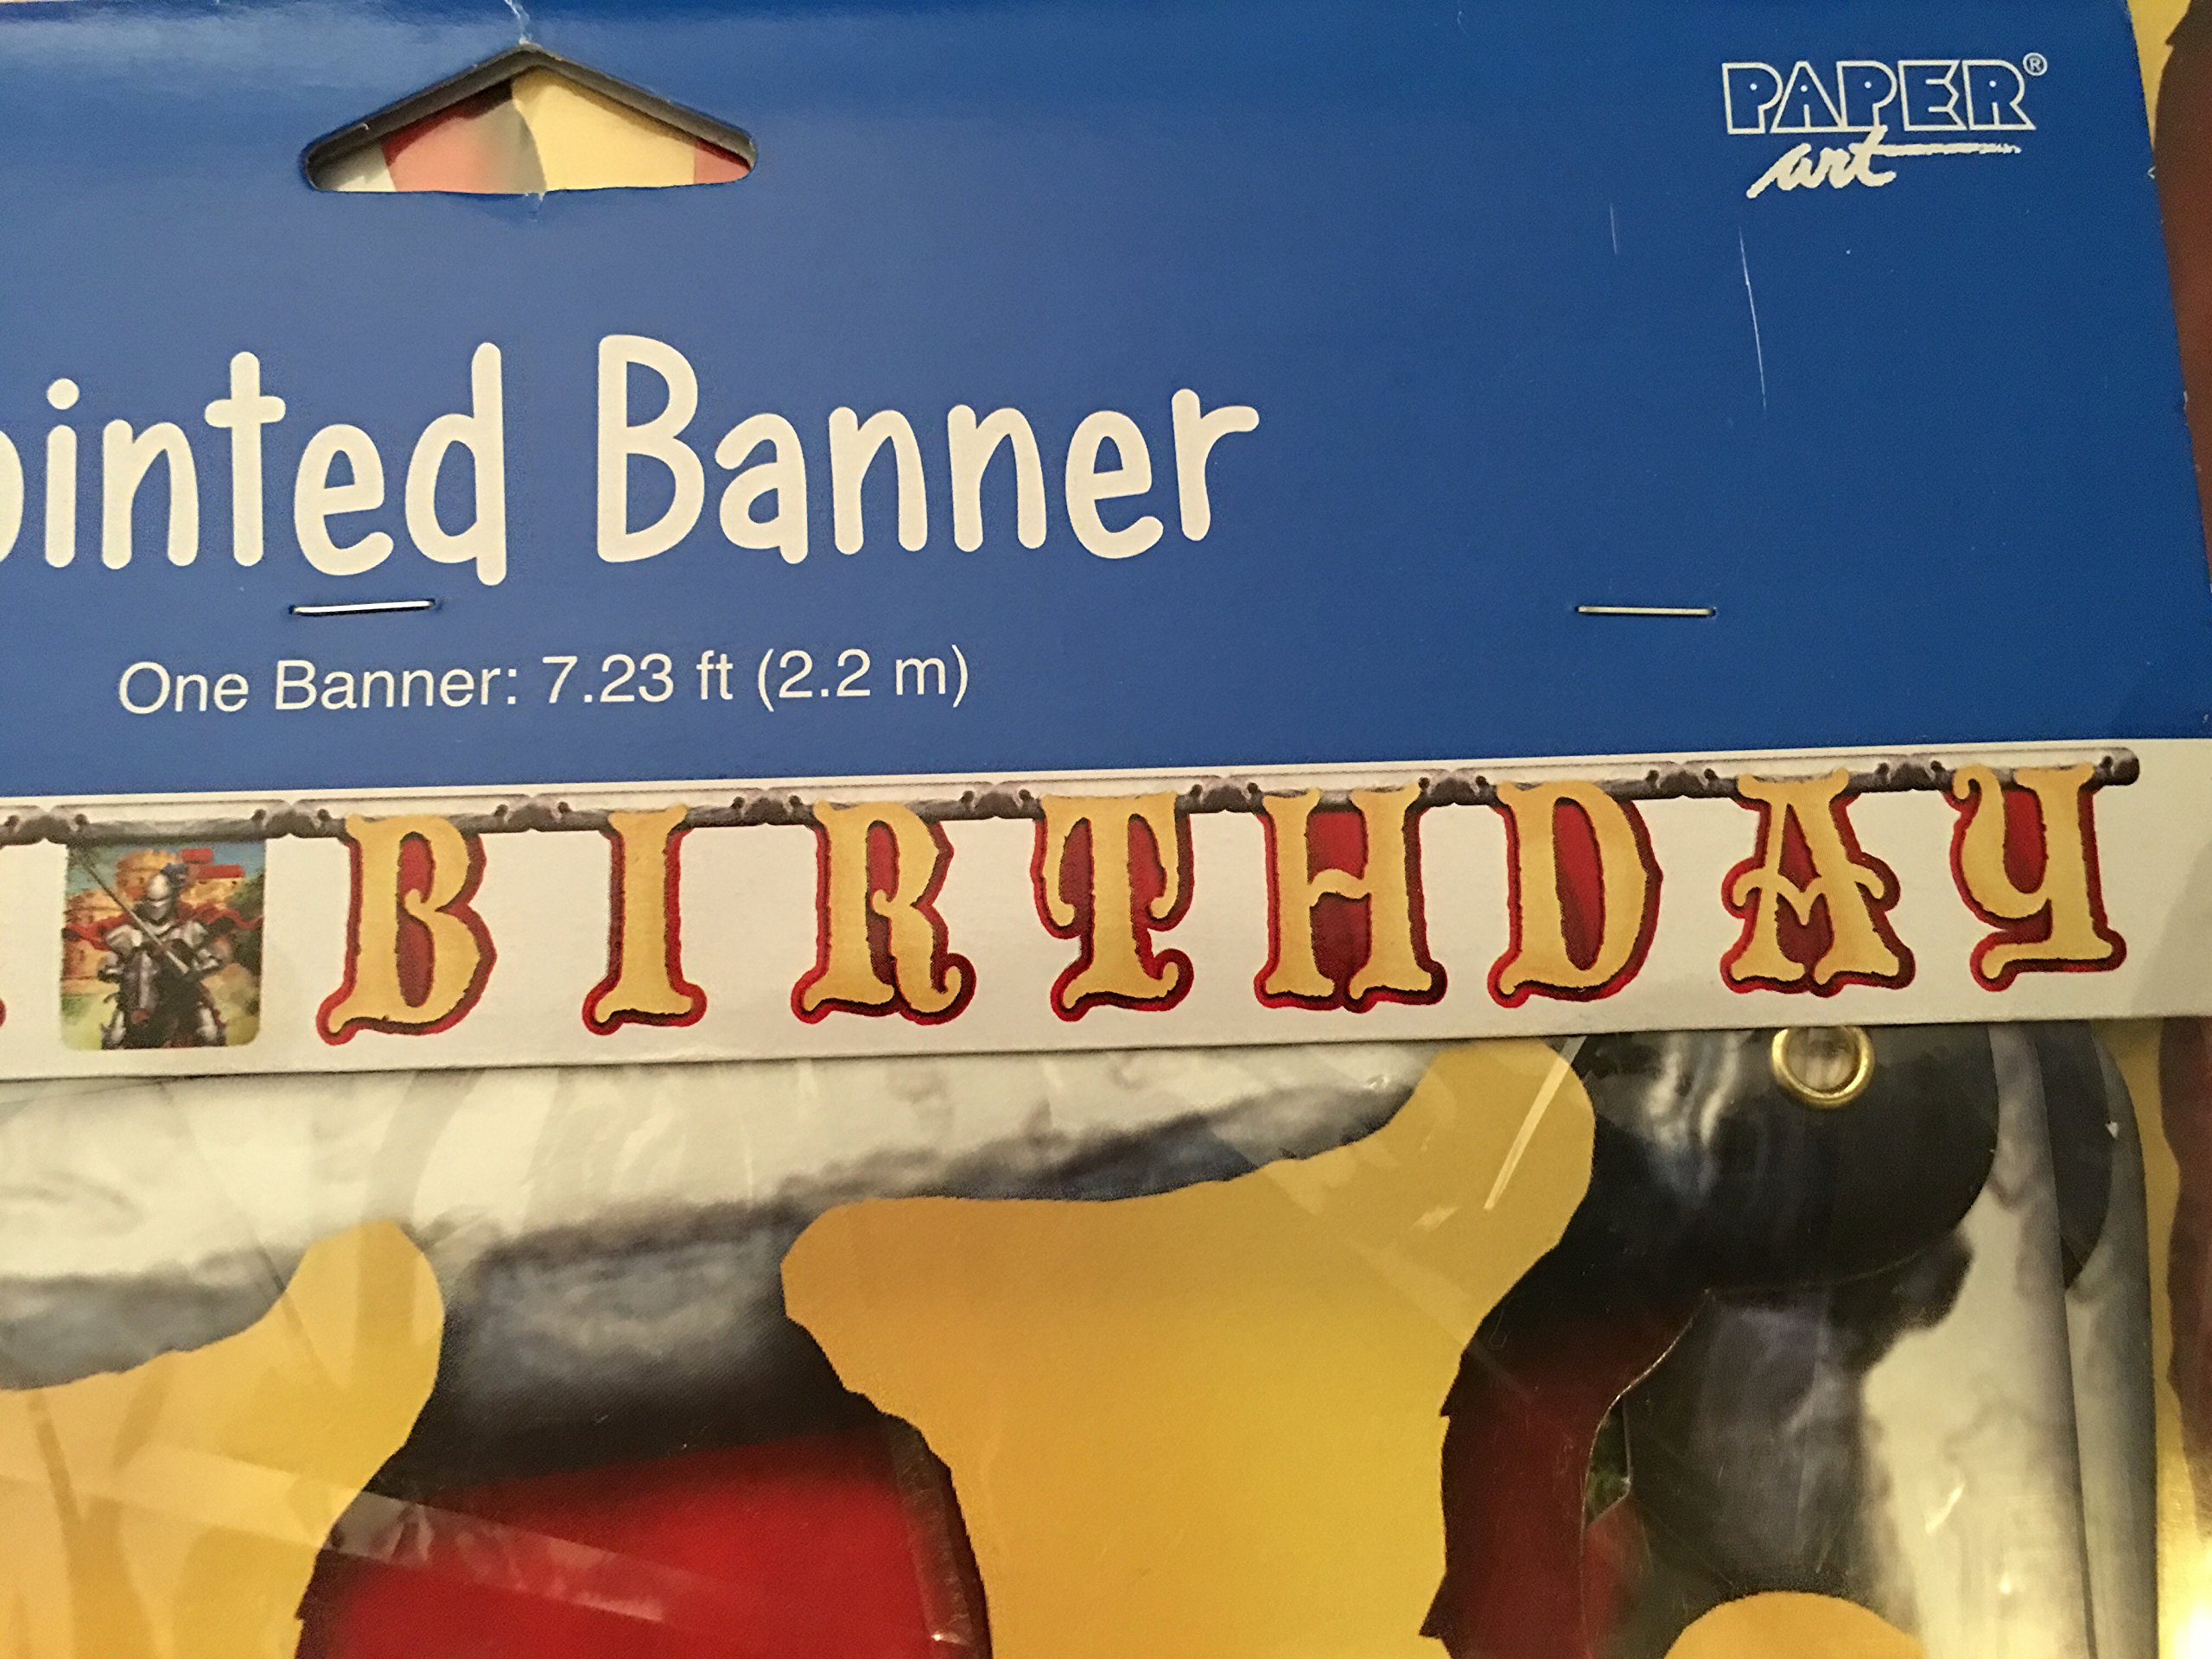 PAPER®
art
ointed Banner
One Banner: 7.23 ft (2.2 m)
BIRTHDAY